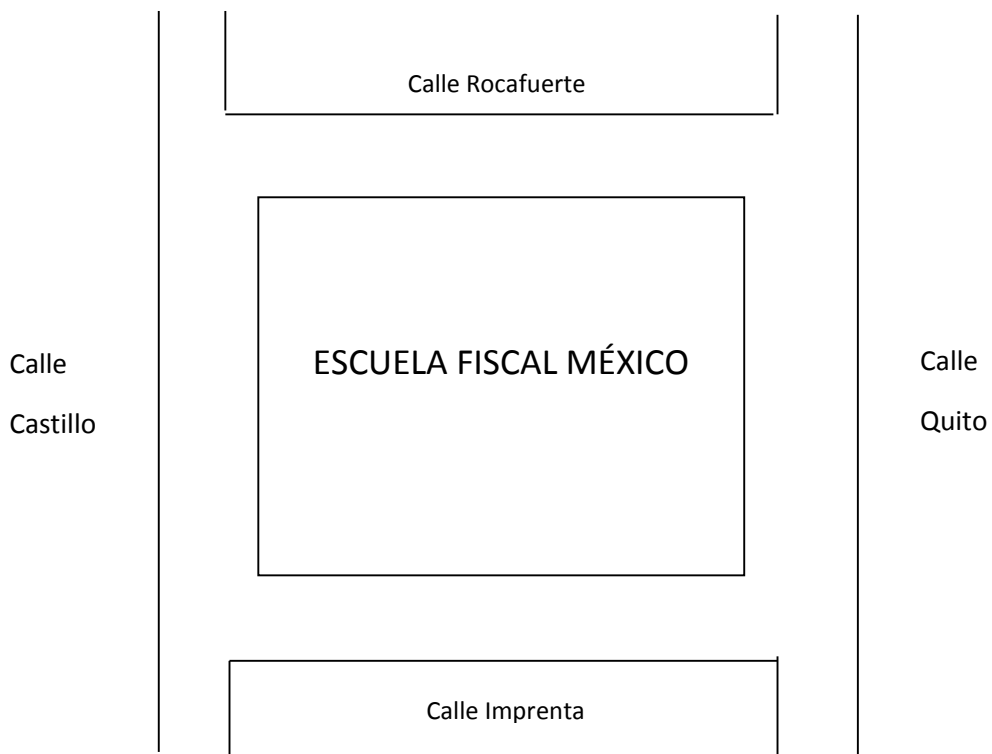 Calle Rocafuerte
ESCUELA FISCAL MÉXICO
Calle
Castillo
Calle
Quito
Calle Imprenta